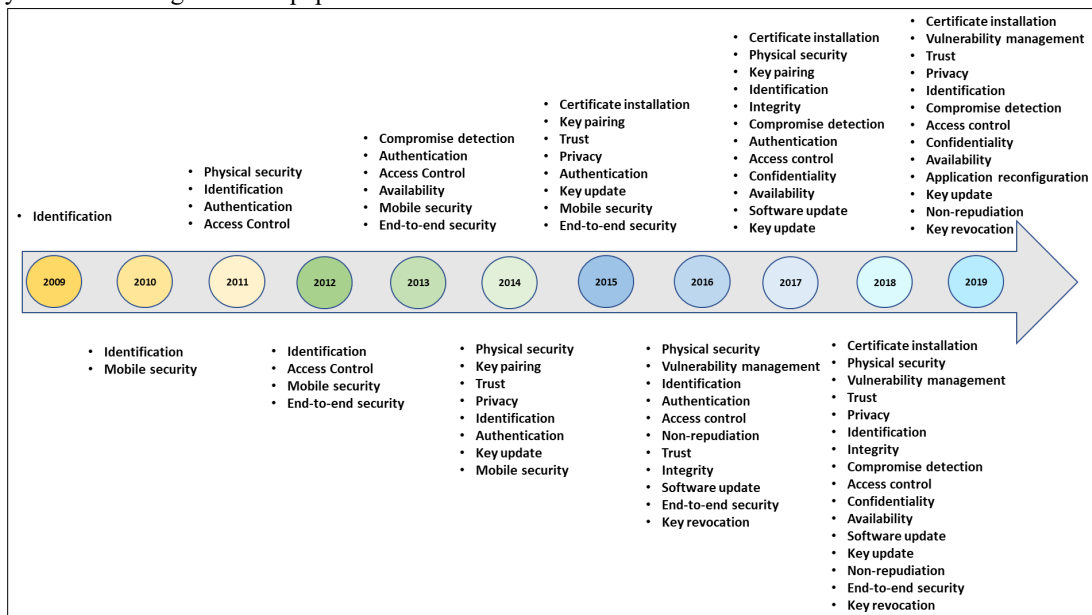 • Identification
• Physical security
• Identification
• Authentication
• Access Control
• Compromise detection
• Authentication
• Access Control
• Availability
• Mobile security
• End-to-end security
• Certificate installation
• Key pairing
• Trust
• Privacy
• Authentication
• Key update
• Mobile security
• End-to-end security
• Certificate installation
• Physical security
• Key pairing
• Identification
• Integrity
• Compromise detection
• Authentication
• Access control
• Confidentiality
• Availability
• Software update
• Key update
• Certificate installation
• Vulnerability management
• Trust
• Privacy
• Identification
• Compromise detection
• Access control
• Confidentiality
• Availability
• Application reconfiguration
• Key update
• Non-repudiation
• Key revocation
2009
2010
2011
2012
2013
2014
2015
2016
2017
2018
2019
• Identification
• Mobile security
• Identification
• Access Control
• Mobile security
• End-to-end security
• Physical security
• Key pairing
• Trust
• Privacy
• Identification
• Authentication
• Key update
• Mobile security
• Physical security
• Vulnerability management
• Identification
• Authentication
• Access control
• Non-repudiation
• Trust
• Integrity
• Software update
• End-to-end security
• Key revocation
• Certificate installation
• Physical security
• Vulnerability management
• Trust
• Privacy
• Identification
• Integrity
• Compromise detection
• Access control
• Confidentiality
• Availability
• Software update
• Key update
• Non-repudiation
• End-to-end security
• Key revocation